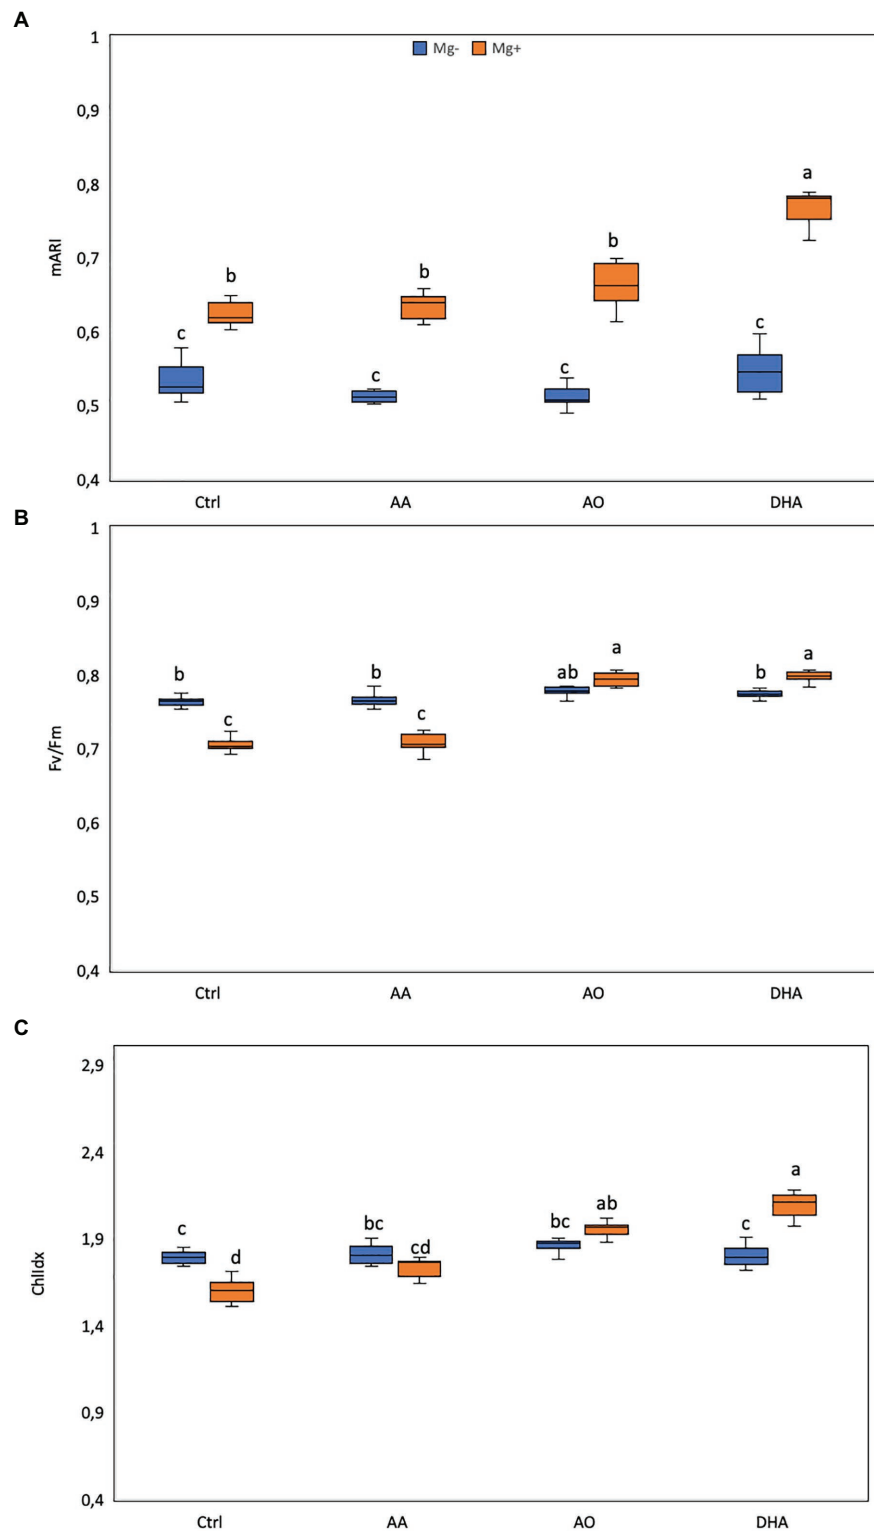 A
1
Mg- Mg+
0,9
0,8
a
0,7
b
b
b
mARI
0,6
c
c
c
c
0,5
0,4
Ctrl AA AO DHA
B
1
0,9
0,8
b c b c ab a b a
0,7
Fv/Fm
0,6
0,5
0,4
Ctrl AA AO DHA
C
2,9
2,4
a
ab
c d bc cd bc c
1,9
ChlIdx
1,4
0,9
0,4
Ctrl AA AO DHA